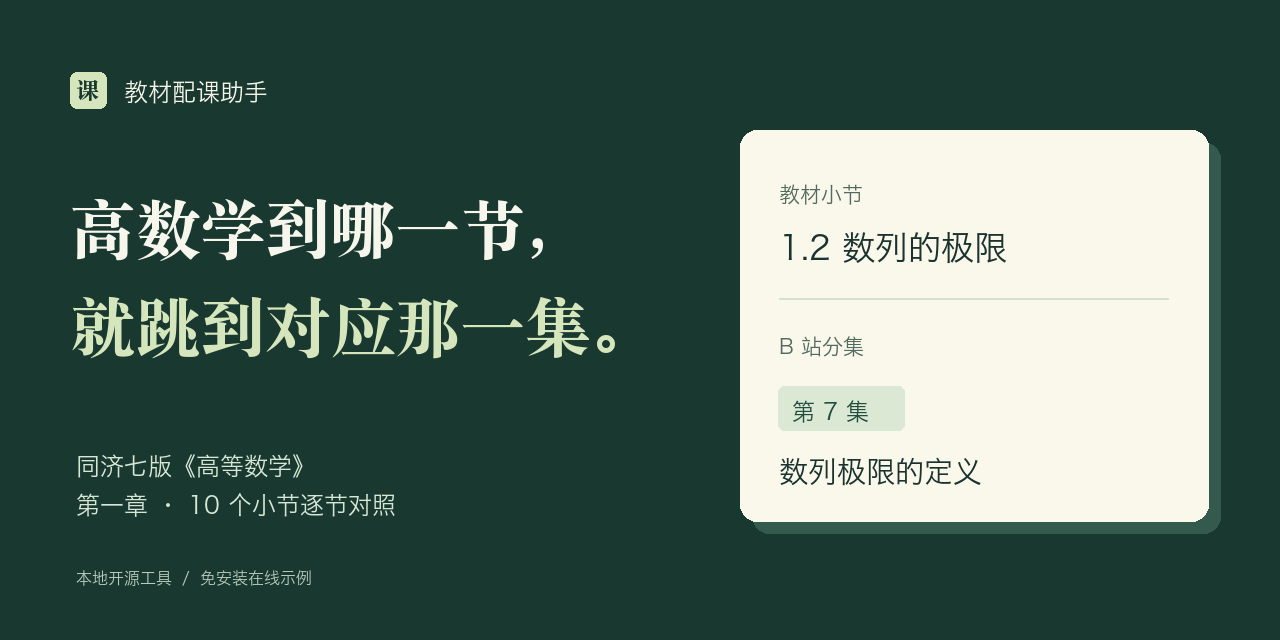 课 教材配课助手
高数学到哪一节，
就跳到对应那一集。
同济七版《高等数学》
第一章 · 10 个小节逐节对照
本地开源工具 / 免安装在线示例
教材小节
1.2 数列的极限
B 站分集
第 7 集
数列极限的定义